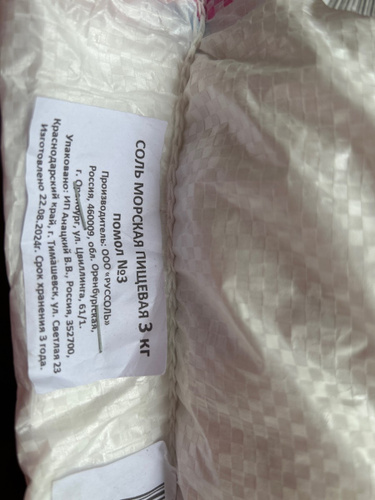 СОЛЬ МОРСКАЯ ПИЩЕВАЯ 3 КГ
ПОМОЛ №3
Производитель: ООО «РУССОЛЬ»
Россия, 460009, обл. Оренбургская,
г. Оренбург, ул. Цвиллинга, 61/1.
Упаковано: ИП Анацкий В.В., Россия, 352700,
Краснодарский край, г. Тимашевск, ул. Светлая 23
Изготовлено 22.08.2024г. Срок хранения 3 года.